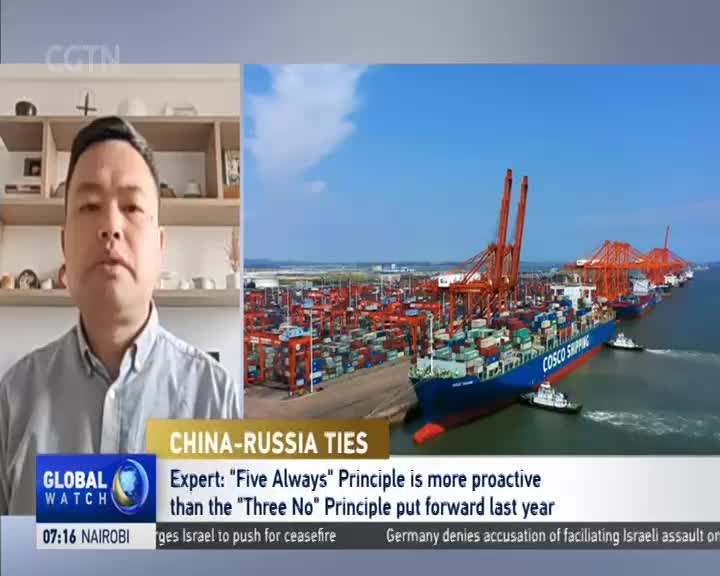 CGTN
COSCO SHIPPING
CHINA-RUSSIA TIES
Expert: "Five Always" Principle is more proactive
than the "Three No" Principle put forward last year
GLOBAL
WATCH
07:16 NAIROBI
rges Israel to push for ceasefire
Germany denies accusation of faciliating Israeli assault on